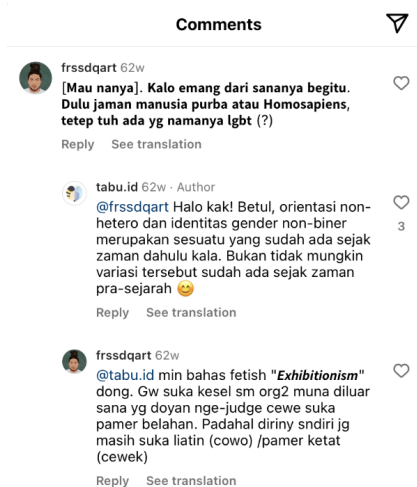 Comments
frssdqart 62w
[Mau nanya]. Kalo emang dari sananya begitu.
Dulu jaman manusia purba atau Homosapiens,
tetep tuh ada yg namanya lgbt (?)
Reply See translation
tabu.id 62w · Author
@frssdqart Halo kak! Betul, orientasi non-
hetero dan identitas gender non-biner
merupakan sesuatu yang sudah ada sejak
zaman dahulu kala. Bukan tidak mungkin
variasi tersebut sudah ada sejak zaman
pra-sejarah 😊
3
Reply See translation
frssdqart 62w
@tabu.id min bahas fetish "Exhibitionism"
dong. Gw suka kesel sm org2 muna diluar
sana yg doyan nge-judge cewe suka
pamer belahan. Padahal diriny sndiri jg
masih suka liatin (cowo) /pamer ketat
(cewek)
Reply See translation